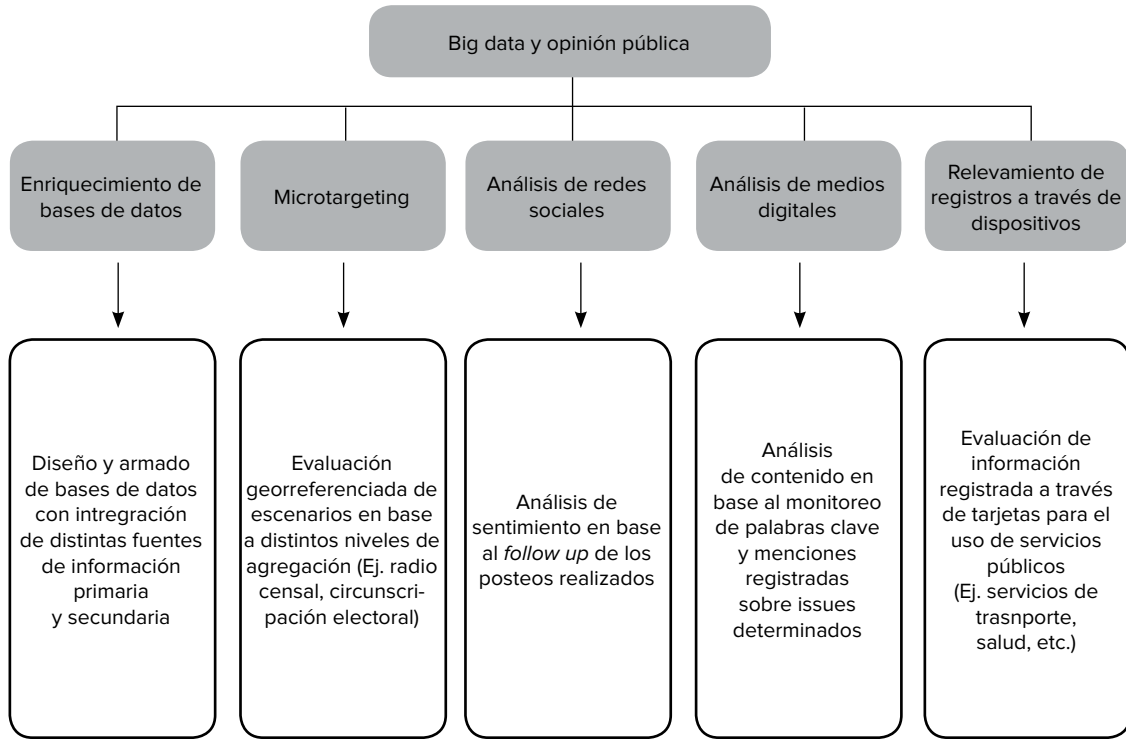 Big data y opinión pública
Enriquecimiento de
bases de datos
Microtargeting
Análisis de redes
sociales
Análisis de medios
digitales
Relevamiento de
registros a través de
dispositivos
Diseño y armado
de bases de datos
con intregración
de distintas fuentes
de información
primaria
y secundaria
Evaluación
georreferenciada de
escenarios en base
a distintos niveles de
agregación (Ej. radio
censal, circunscri-
pación electoral)
Análisis de
sentimiento en base
al follow up de los
posteos realizados
Análisis
de contenido en
base al monitoreo
de palabras clave
y menciones
registradas
sobre issues
determinados
Evaluación de
información
registrada a través
de tarjetas para el
uso de servicios
públicos
(Ej. servicios de
trasnporte,
salud, etc.)